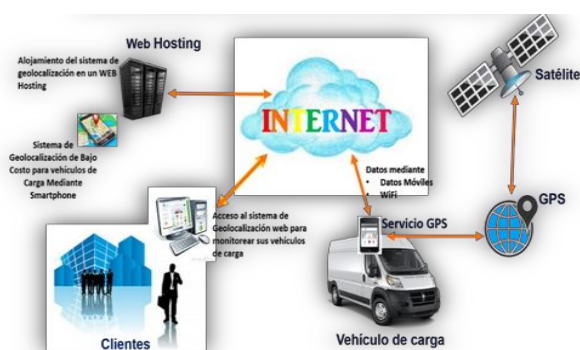 Web Hosting
Alojamiento del sistema de
geolocalización en un WEB
Hosting
Sistema de
Geolocalización de Bajo
Costo para vehículos de
Carga Mediante
Smartphone
INTERNET
Satélite
Datos mediante
• Datos Móviles
• WiFi
GPS
Servicio GPS
Acceso al sistema de
Geolocalización web para
monitorear sus vehículos
de carga
Vehículo de carga
Clientes